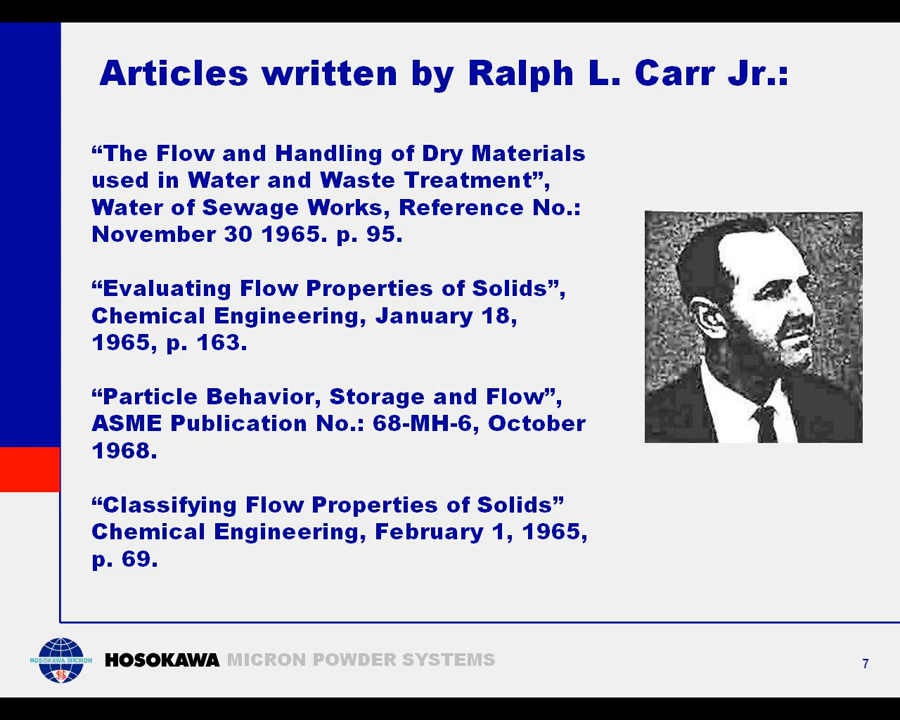 Articles written by Ralph L. Carr Jr.:
“The Flow and Handling of Dry Materials
used in Water and Waste Treatment”,
Water of Sewage Works, Reference No.:
November 30 1965. p. 95.
“Evaluating Flow Properties of Solids”,
Chemical Engineering, January 18,
1965, p. 163.
“Particle Behavior, Storage and Flow”,
ASME Publication No.: 68-MH-6, October
1968.
“Classifying Flow Properties of Solids”
Chemical Engineering, February 1, 1965,
p. 69.
HOSOKAWA MICRON
HOSOKAWA MICRON POWDER SYSTEMS
7